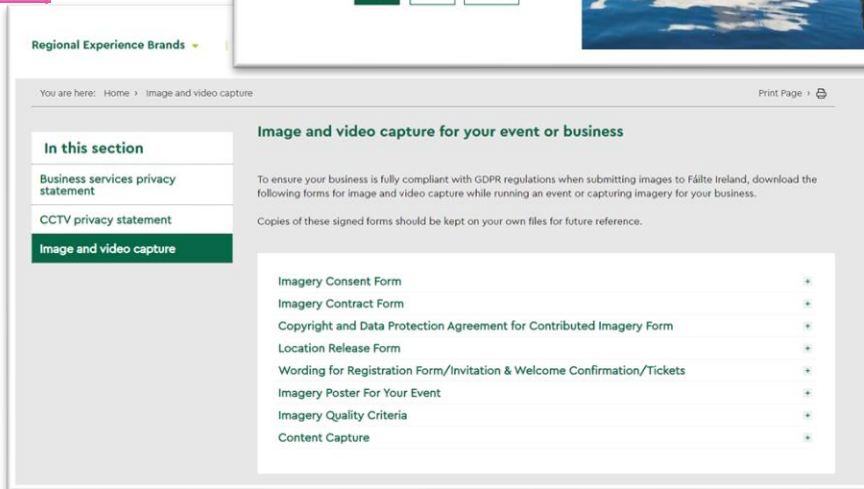 Regional Experience Brands
You are here: Home › Image and video capture
Print Page ›
In this section
Business services privacy
statement
CCTV privacy statement
Image and video capture
Image and video capture for your event or business
To ensure your business is fully compliant with GDPR regulations when submitting images to Fáilte Ireland, download the
following forms for image and video capture while running an event or capturing imagery for your business.
Copies of these signed forms should be kept on your own files for future reference.
Imagery Consent Form +
Imagery Contract Form +
Copyright and Data Protection Agreement for Contributed Imagery Form +
Location Release Form +
Wording for Registration Form/Invitation & Welcome Confirmation/Tickets +
Imagery Poster For Your Event +
Imagery Quality Criteria +
Content Capture +